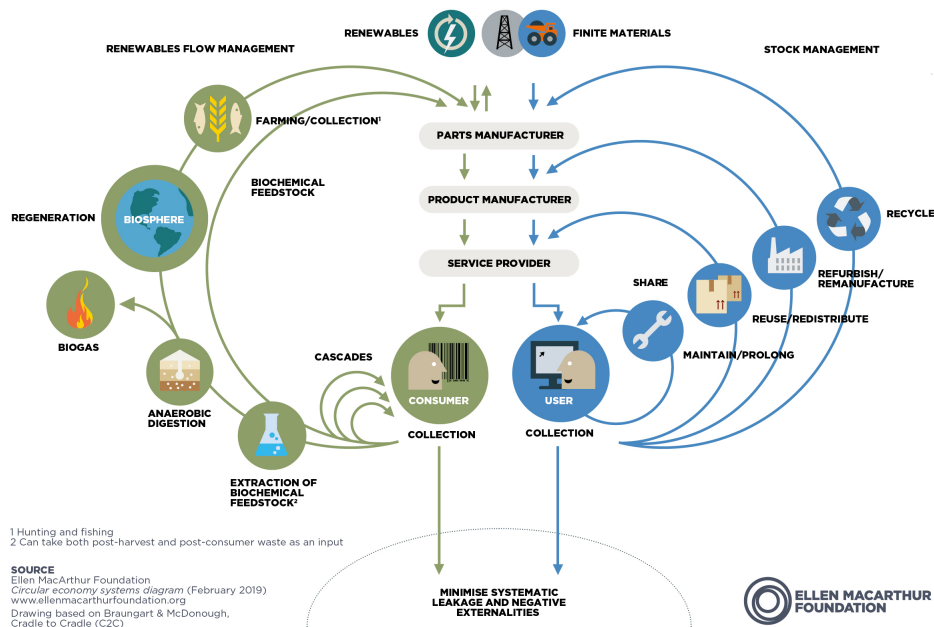 RENEWABLES
FINITE MATERIALS
RENEWABLES FLOW MANAGEMENT
STOCK MANAGEMENT
FARMING/COLLECTION¹
PARTS MANUFACTURER
BIOCHEMICAL
FEEDSTOCK
PRODUCT MANUFACTURER
REGENERATION
BIOSPHERE
RECYCLE
SERVICE PROVIDER
SHARE
REFURBISH/
REMANUFACTURE
REUSE/REDISTRIBUTE
BIOGAS
CASCADES
MAINTAIN/PROLONG
CONSUMER
USER
ANAEROBIC
DIGESTION
COLLECTION
COLLECTION
EXTRACTION OF
BIOCHEMICAL
FEEDSTOCK²
1 Hunting and fishing
2 Can take both post-harvest and post-consumer waste as an input
SOURCE
Ellen MacArthur Foundation
Circular economy systems diagram (February 2019)
www.ellenmacarthurfoundation.org
Drawing based on Braungart & McDonough,
Cradle to Cradle (C2C)
MINIMISE SYSTEMATIC
LEAKAGE AND NEGATIVE
EXTERNALITIES
ELLEN MACARTHUR
FOUNDATION